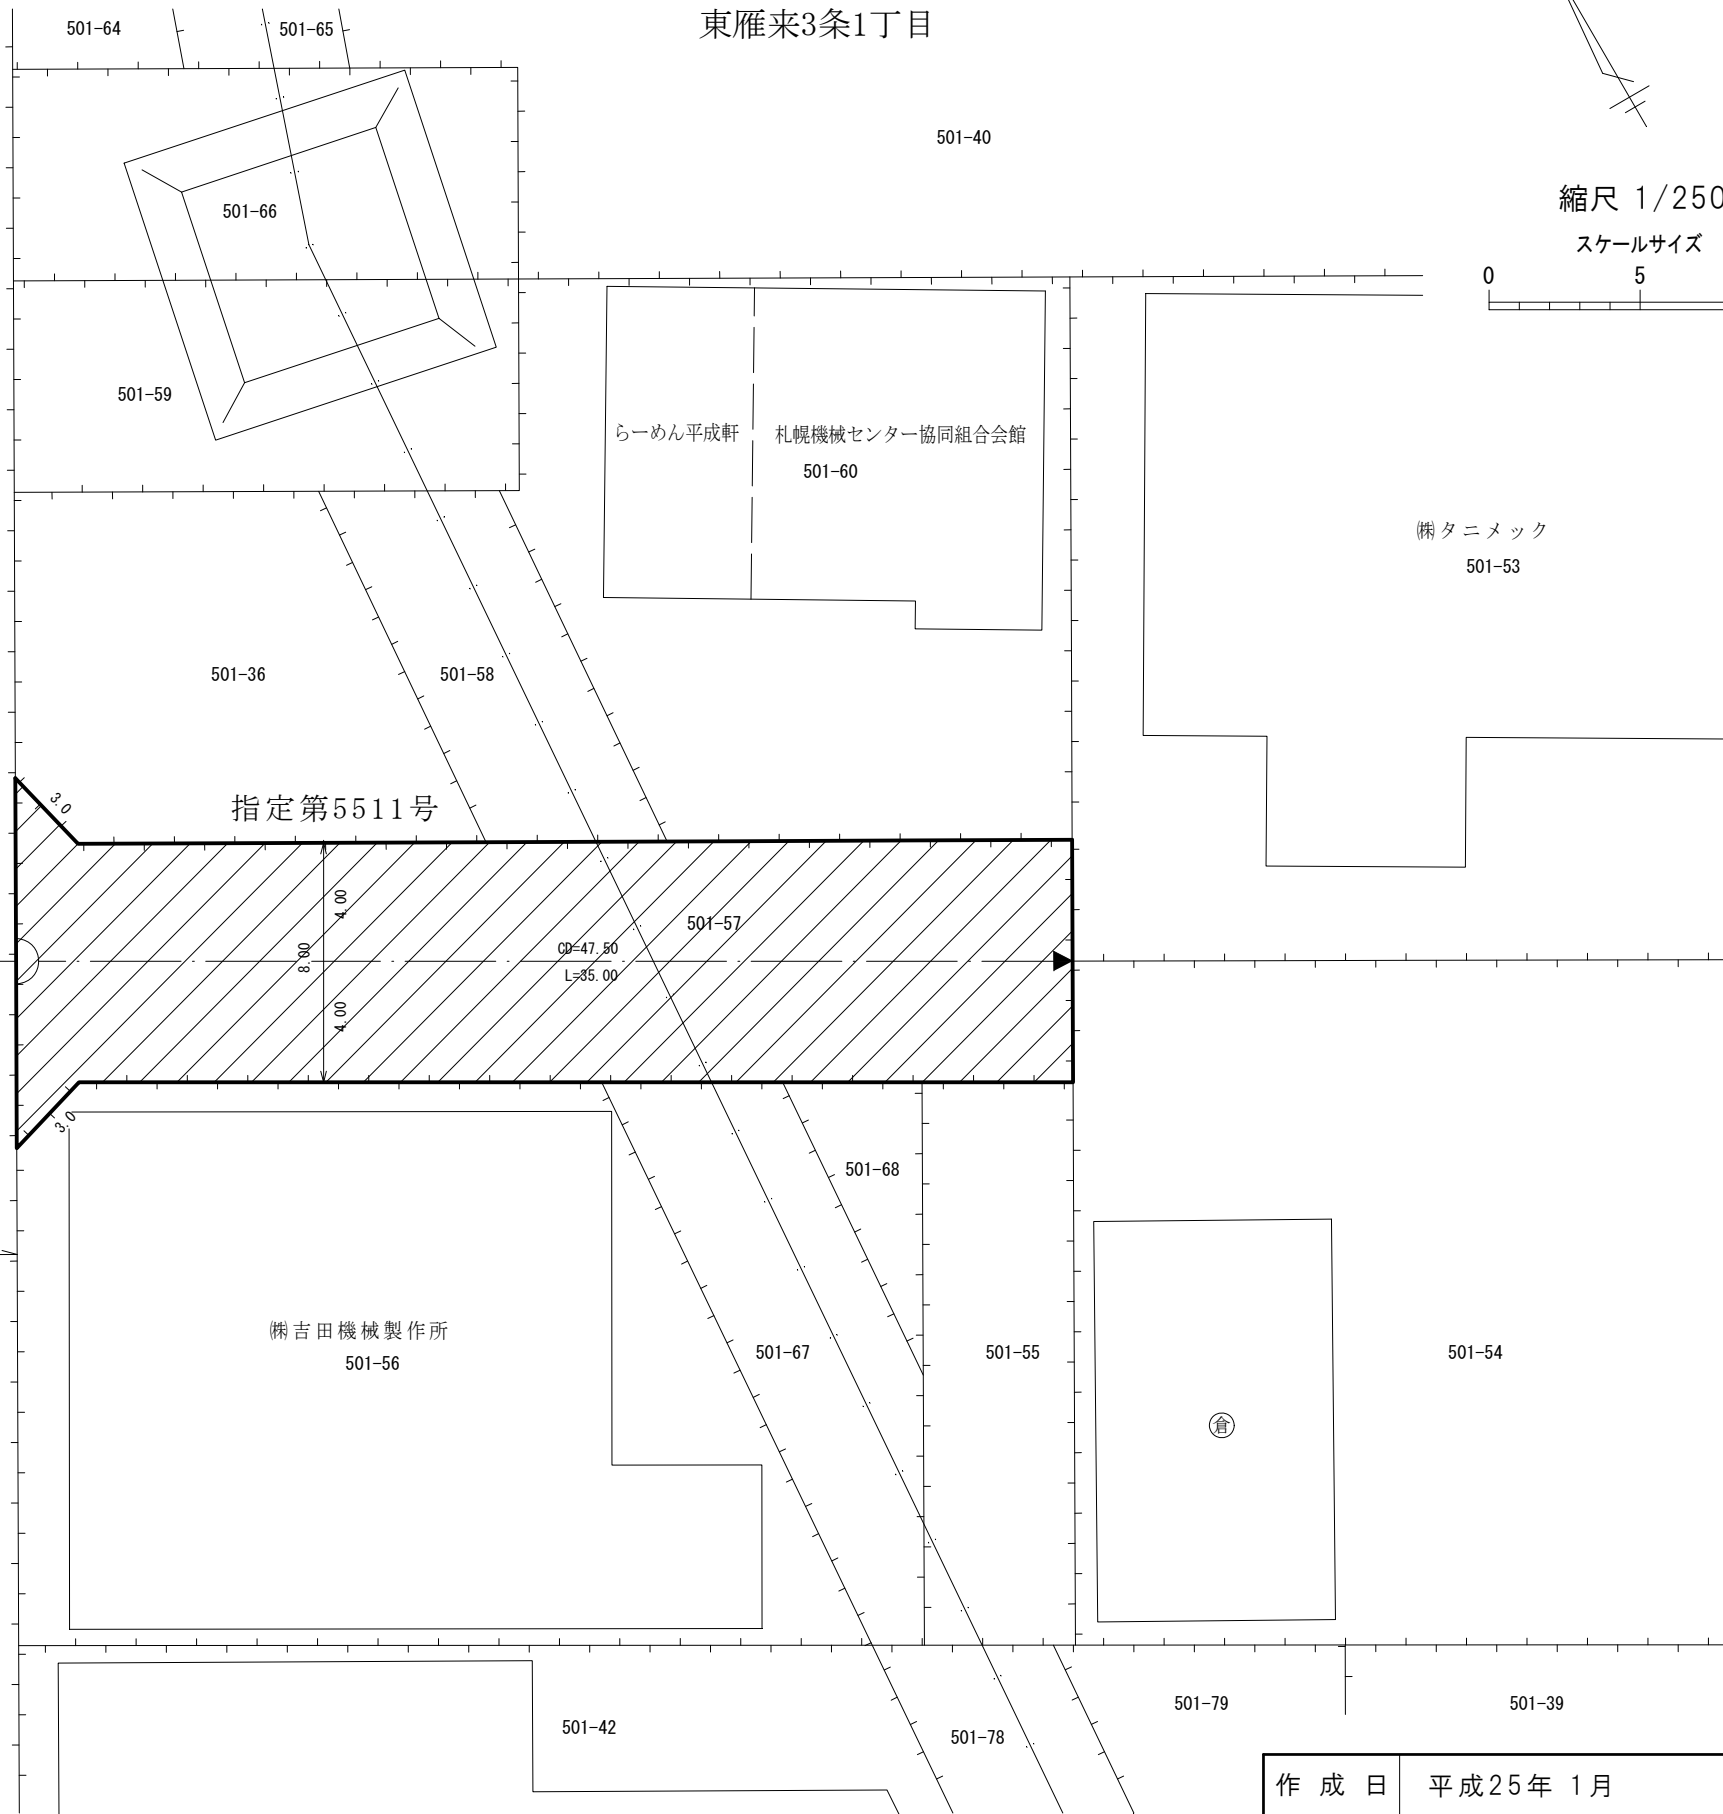 東雁来3条1丁目
501-64
501-65
501-40
501-66
縮尺 1/250
スケールサイズ
0 5
501-59
らーめん平成軒
札幌機械センター協同組合会館
501-60
㈱タニメック
501-53
501-36
501-58
3.0
指定第5511号
4.00
8.00
4.00
501-57
CD=47.50
L=35.00
3.0
501-68
㈱吉田機械製作所
501-56
501-67
501-55
501-54
倉
501-42
501-78
501-79
501-39
作成日 平成25年 1月